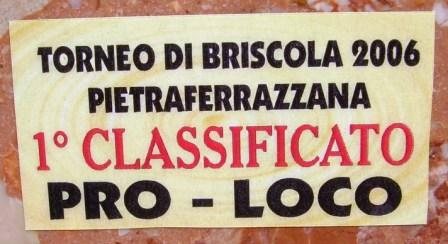 TORNEO DI BRISCOLA 2006
PIETRAFERRAZZANA
1° CLASSIFICATO
PRO - LOCO